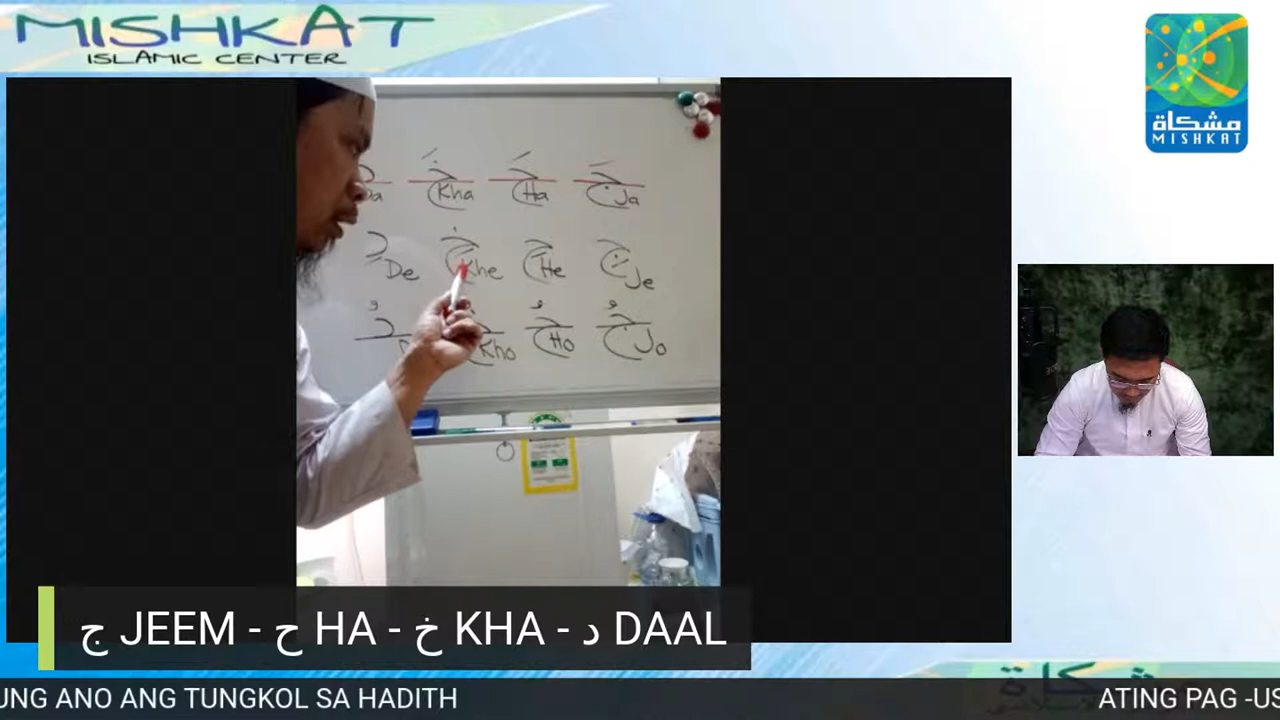 MISHKAT
ISLAMIC CENTER
مشكاة
MISHKAT
خَ Kha حَ Ha جَ Ja
دِ De خِ Khe حِ He جِ Je
دُ خُ Kho حُ Ho جُ Jo
ج JEEM - ح HA - خ KHA - د DAAL
UNG ANO ANG TUNGKOL SA HADITH
ATING PAG -US